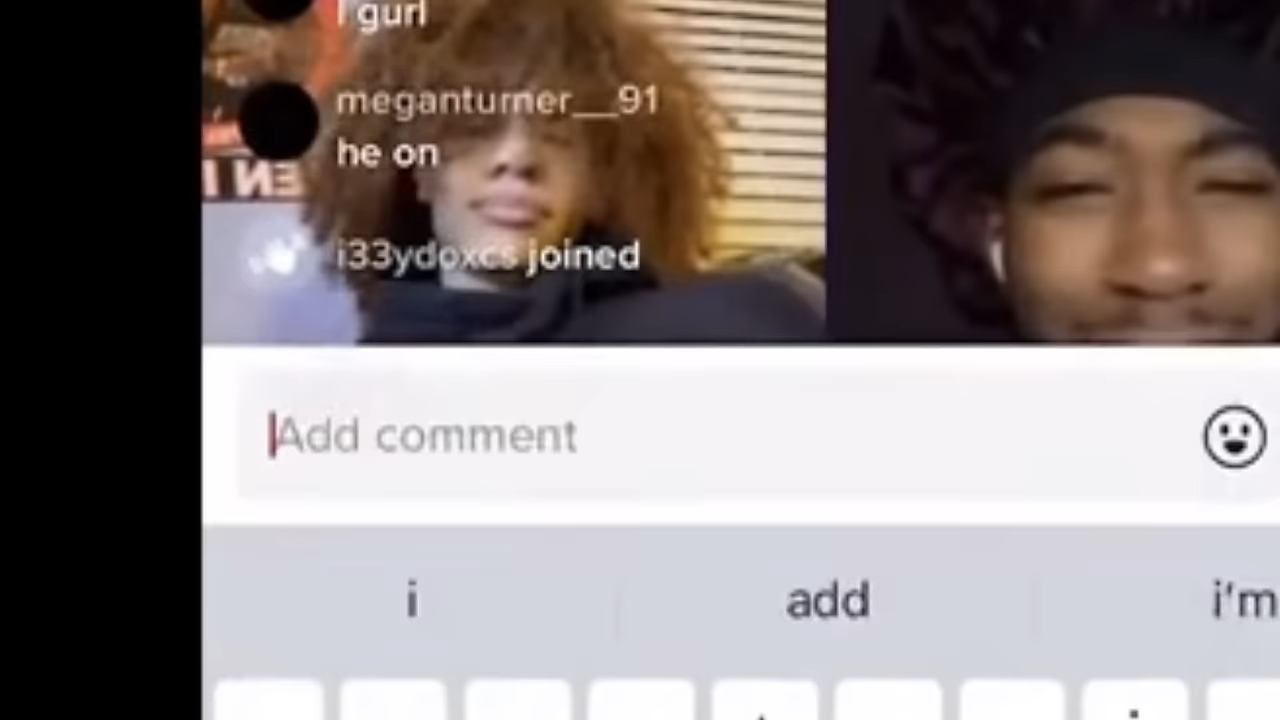 I gurl
meganturner__91
he on
i33ydoxcs joined
Add comment
i
add
i'm